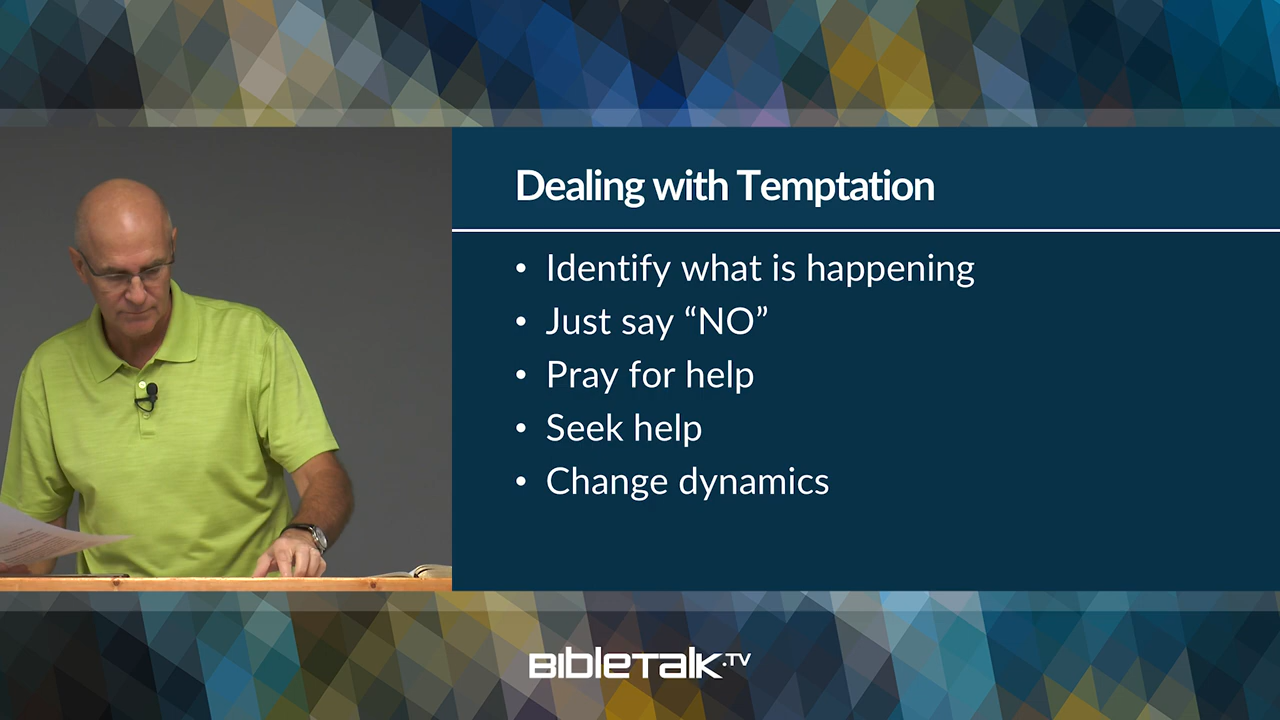 Dealing with Temptation
• Identify what is happening
• Just say “NO”
• Pray for help
• Seek help
• Change dynamics
BIBLETALK.TV